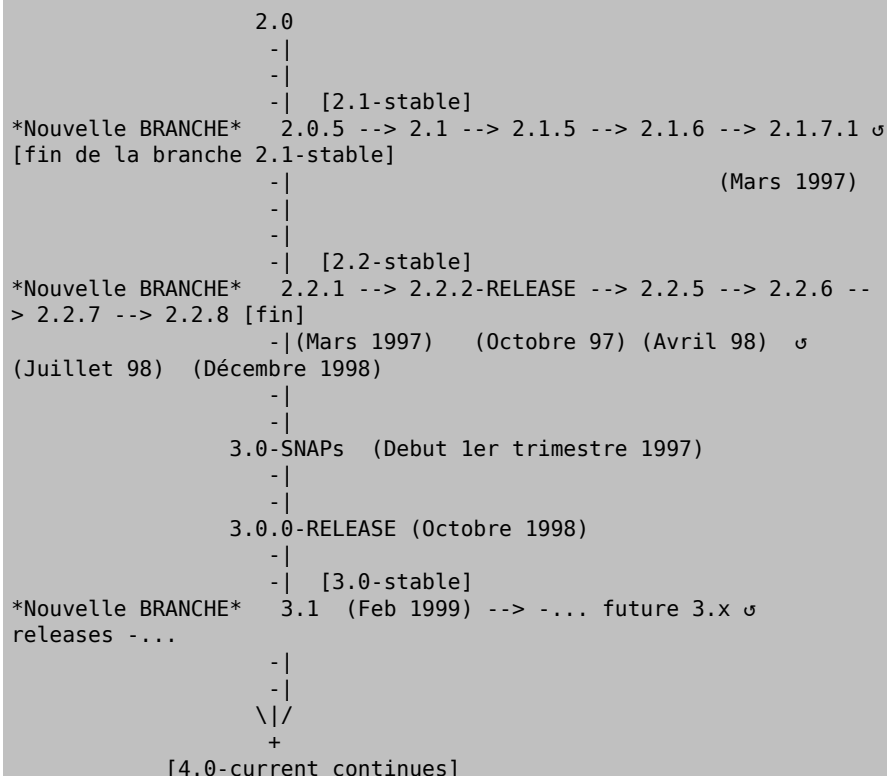 2.0
-|
-|
-| [2.1-stable]
*Nouvelle BRANCHE* 2.0.5 --> 2.1 --> 2.1.5 --> 2.1.6 --> 2.1.7.1 ↺
[fin de la branche 2.1-stable]
-| (Mars 1997)
-|
-|
-| [2.2-stable]
*Nouvelle BRANCHE* 2.2.1 --> 2.2.2-RELEASE --> 2.2.5 --> 2.2.6 --
> 2.2.7 --> 2.2.8 [fin]
-|(Mars 1997) (Octobre 97) (Avril 98) ↺
(Juillet 98) (Décembre 1998)
-|
-|
3.0-SNAPs (Debut 1er trimestre 1997)
-|
-|
3.0.0-RELEASE (Octobre 1998)
-|
-| [3.0-stable]
*Nouvelle BRANCHE* 3.1 (Feb 1999) --> -... future 3.x ↺
releases -...
-|
-|
\|/
+
[4.0-current continues]